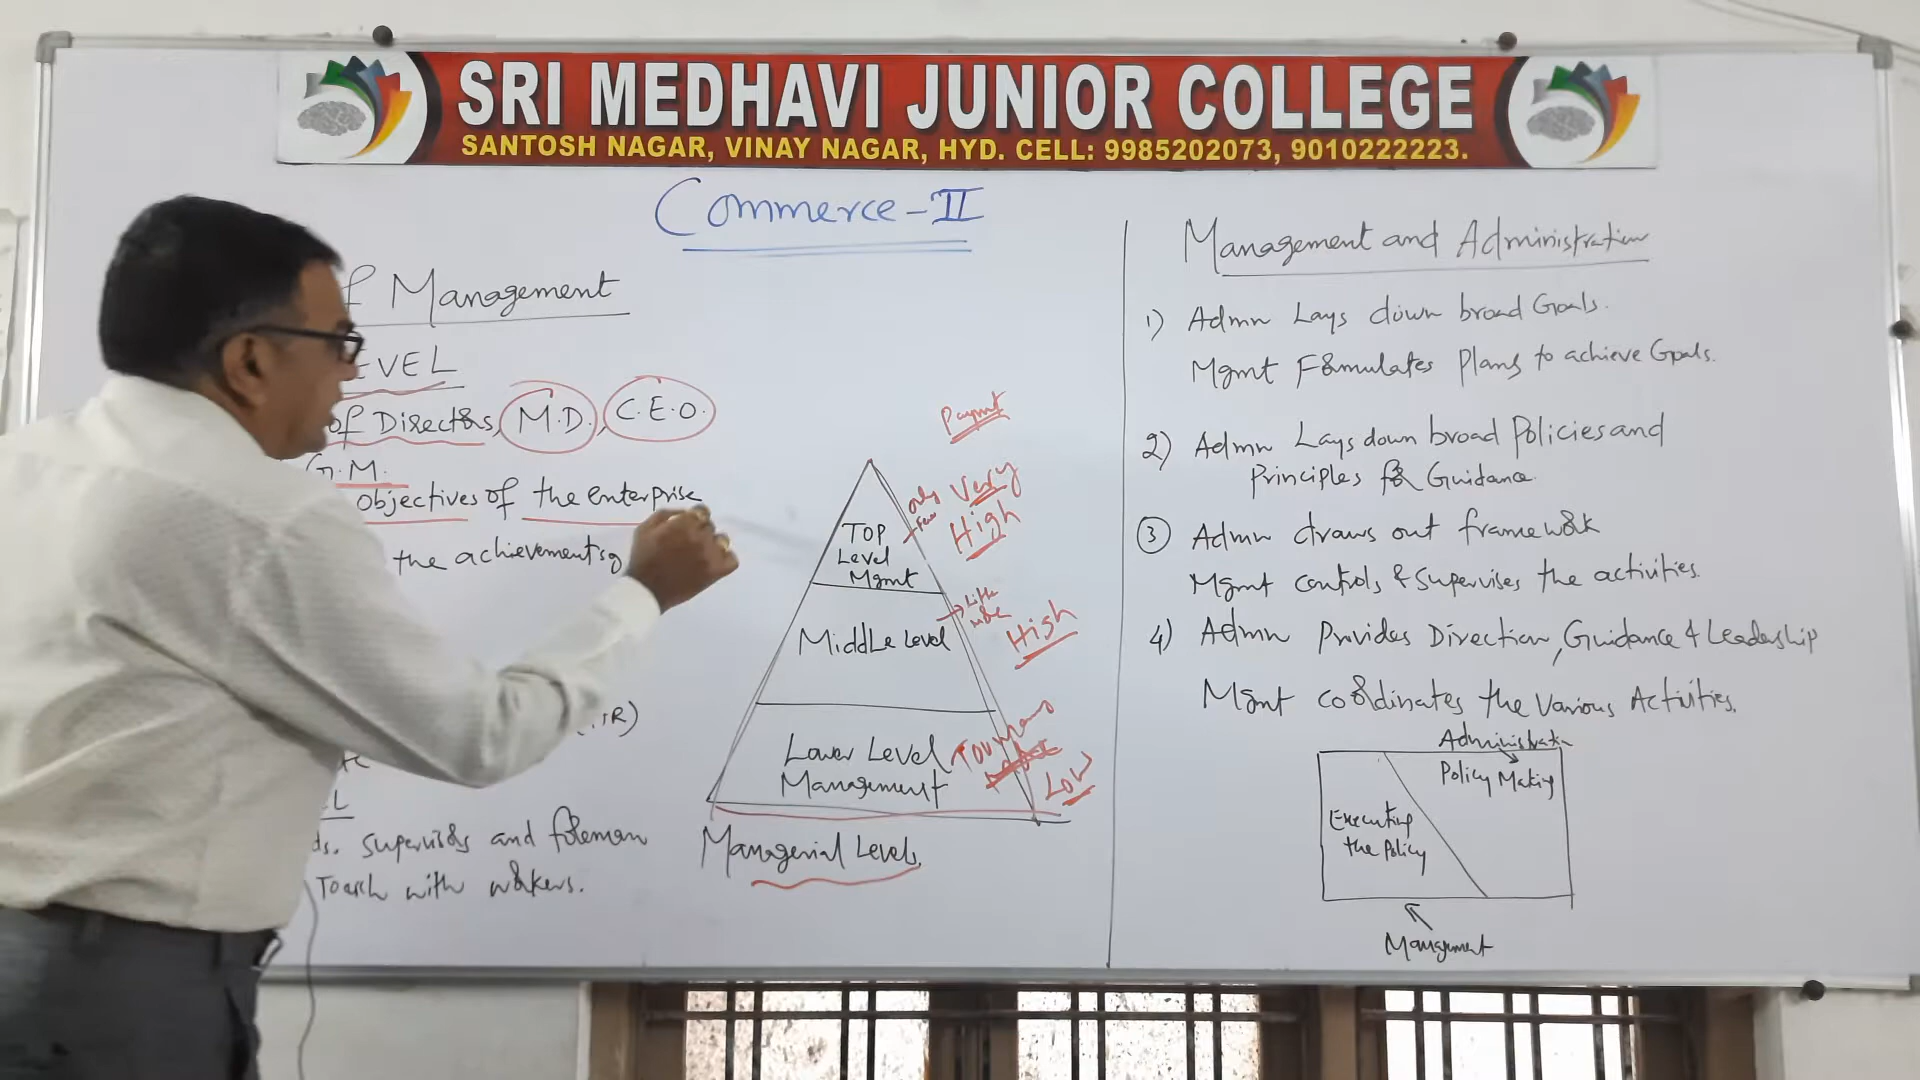 SRI MEDHAVI JUNIOR COLLEGE
SANTOSH NAGAR, VINAY NAGAR, HYD. CELL: 9985202073, 9010222223.
Commerce-II
f Management
EVEL
of Directors, M.D., C.E.O.
G.M.
objectives of the enterprise
the achievements of
L
ds. Supervisors and foreman
Touch with workers.
Paymt
only few
Very High
TOP Level Mgmt
Little more
High
Middle Level
Too many
Low
Lower Level Management
Managerial Levels.
Management and Administration
1) Admn Lays down broad Goals.
Mgmt Formulates Plans to achieve Goals.
2) Admn Lays down broad Policies and
Principles for Guidance.
3 Admn draws out framework
Mgmt controls & Supervises the activities.
4) Admn Provides Direction, Guidance & Leadership
Mgmt coordinates the Various Activities.
Administration
Policy Making
Executing
the Policy
Management